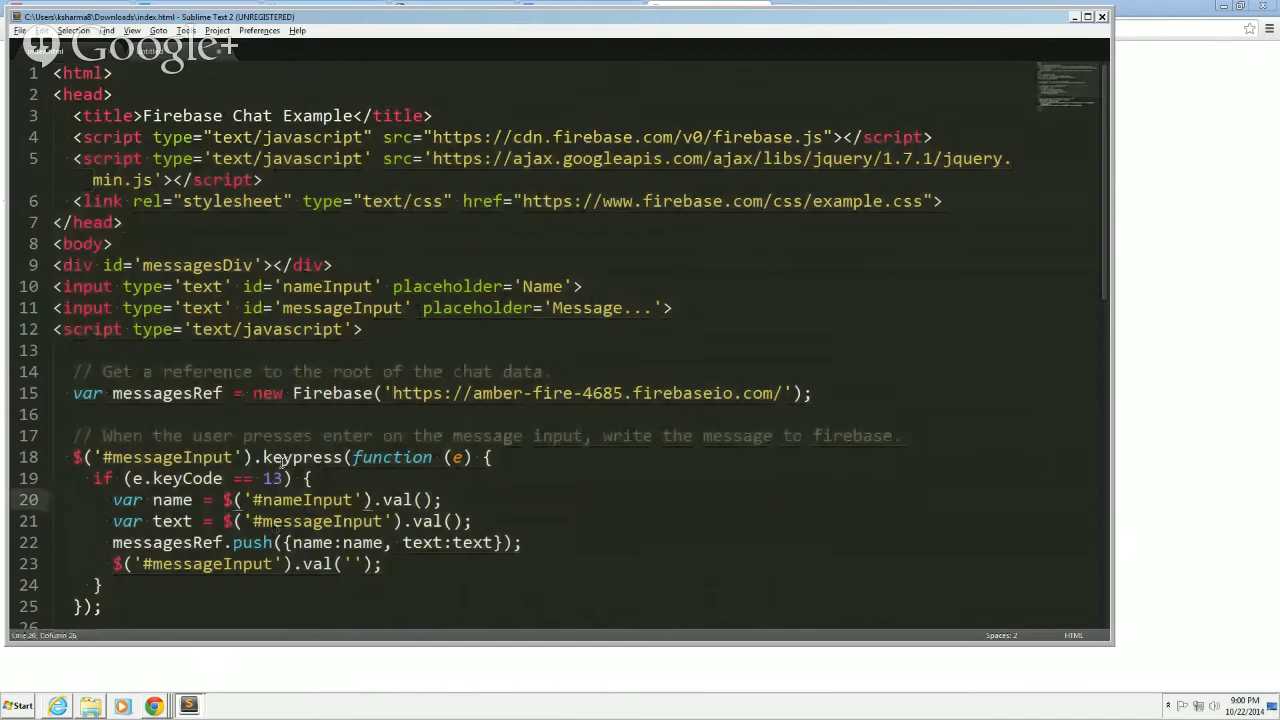 C:\Users\ksharma8\Downloads\index.html - Sublime Text 2 (UNREGISTERED)
File Edit Selection Find View Goto Tools Project Preferences Help
Google+
1 <html>
2 <head>
3 <title>Firebase Chat Example</title>
4 <script type="text/javascript" src="https://cdn.firebase.com/v0/firebase.js"></script>
5 <script type='text/javascript' src='https://ajax.googleapis.com/ajax/libs/jquery/1.7.1/jquery.
min.js'></script>
6 <link rel="stylesheet" type="text/css" href="https://www.firebase.com/css/example.css">
7 </head>
8 <body>
9 <div id='messagesDiv'></div>
10 <input type='text' id='nameInput' placeholder='Name'>
11 <input type='text' id='messageInput' placeholder='Message...'>
12 <script type='text/javascript'>
13
14 // Get a reference to the root of the chat data.
15 var messagesRef = new Firebase('https://amber-fire-4685.firebaseio.com/');
16
17 // When the user presses enter on the message input, write the message to firebase.
18 $('#messageInput').keypress(function (e) {
19 if (e.keyCode == 13) {
20 var name = $('#nameInput').val();
21 var text = $('#messageInput').val();
22 messagesRef.push({name:name, text:text});
23 $('#messageInput').val('');
24 }
25 });
26
Line 20, Column 26
Spaces: 2
HTML
Start
9:00 PM
10/22/2014